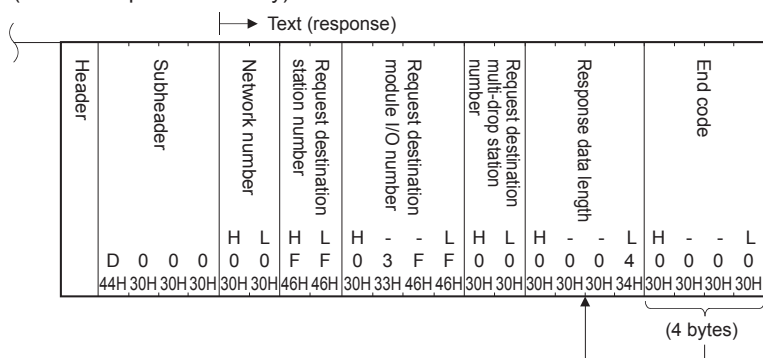 Text (response)
Header
Subheader
Network number
Request destination
station number
Request destination
module I/O number
Request destination
multi-drop station
number
Response data length
End code
H L H L H - - L H L H - - L H - - L
D 0 0 0 0 0 F F 0 3 F F 0 0 0 0 0 4 0 0 0 0
44H 30H 30H 30H 30H 30H 46H 46H 30H 33H 46H 46H 30H 30H 30H 30H 30H 34H 30H 30H 30H 30H
(4 bytes)